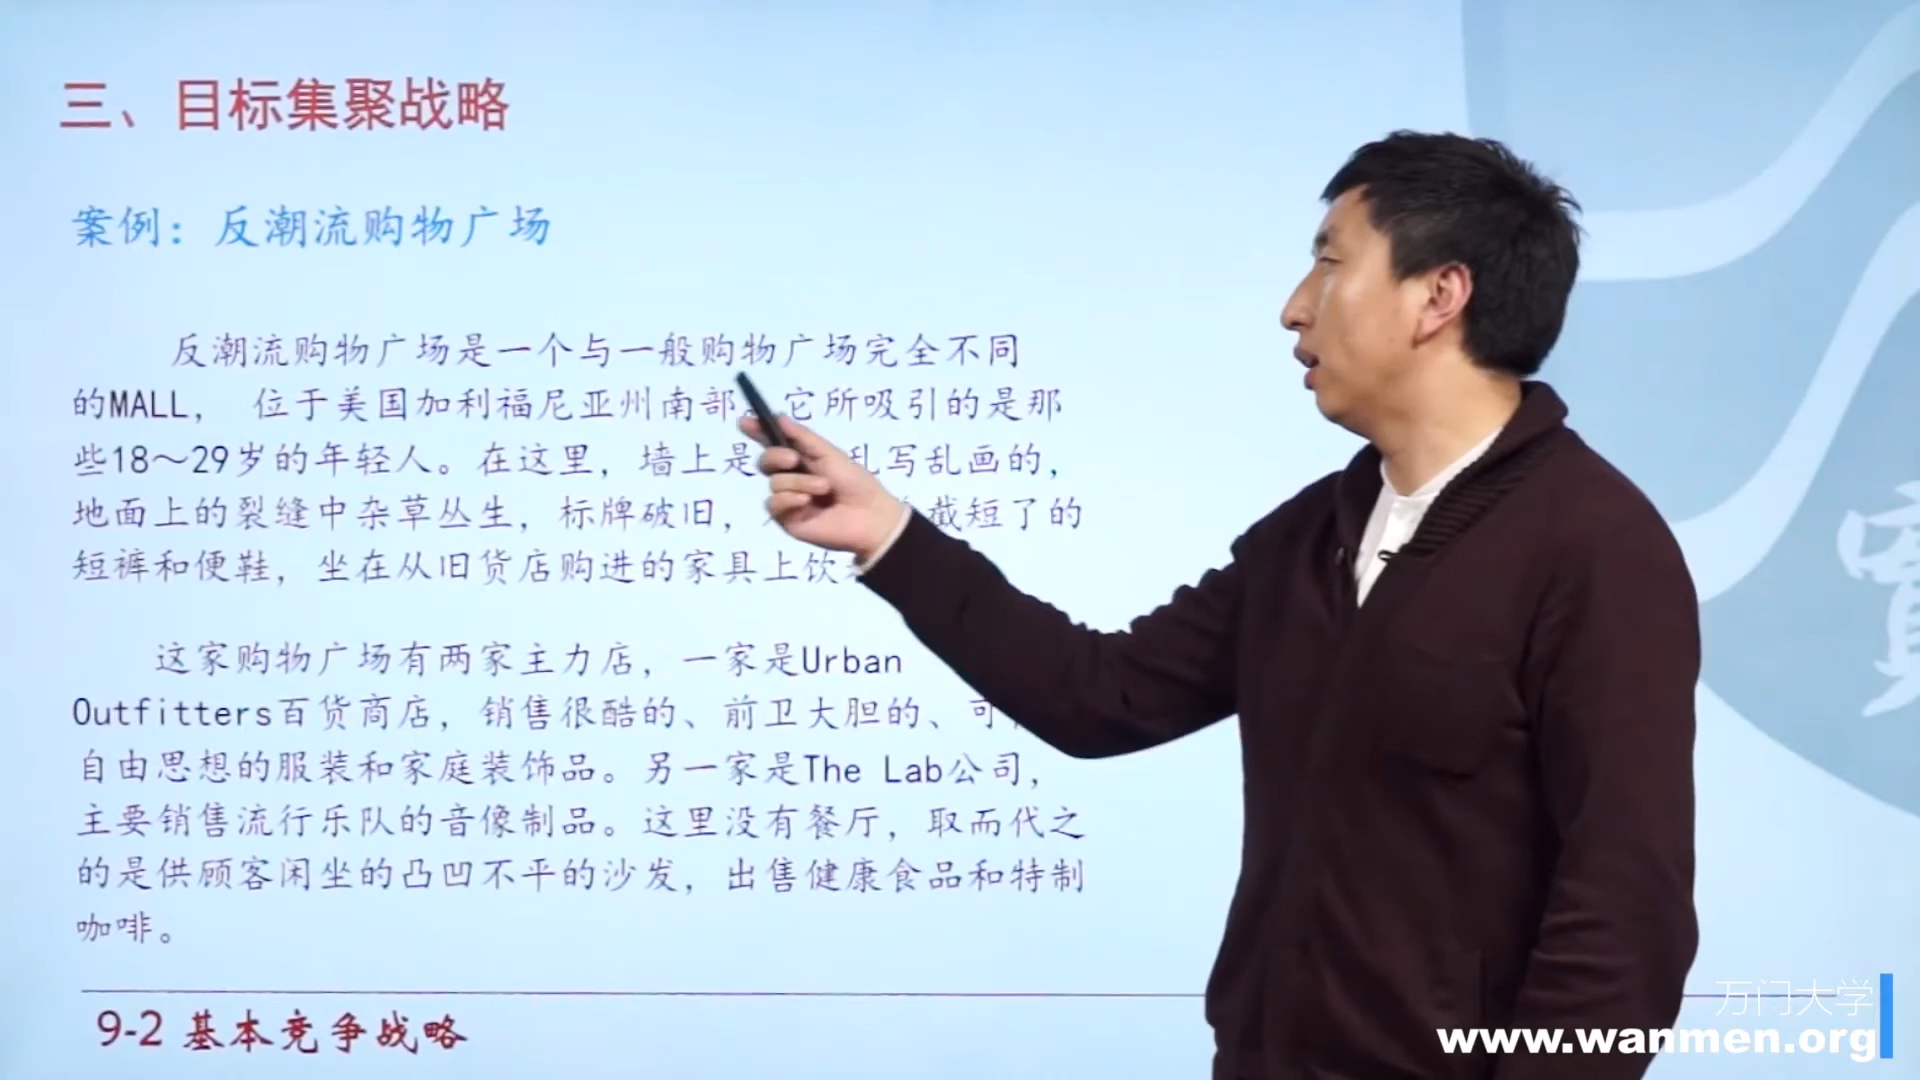 三、目标集聚战略
案例：反潮流购物广场
反潮流购物广场是一个与一般购物广场完全不同
的MALL， 位于美国加利福尼亚州南部。它所吸引的是那
些18～29岁的年轻人。在这里，墙上是 乱写乱画的，
地面上的裂缝中杂草丛生，标牌破旧， 截短了的
短裤和便鞋，坐在从旧货店购进的家具上饮
这家购物广场有两家主力店，一家是Urban
Outfitters百货商店，销售很酷的、前卫大胆的、可
自由思想的服装和家庭装饰品。另一家是The Lab公司，
主要销售流行乐队的音像制品。这里没有餐厅，取而代之
的是供顾客闲坐的凸凹不平的沙发，出售健康食品和特制
咖啡。
9-2 基本竞争战略
寶
万门大学
www.wanmen.org